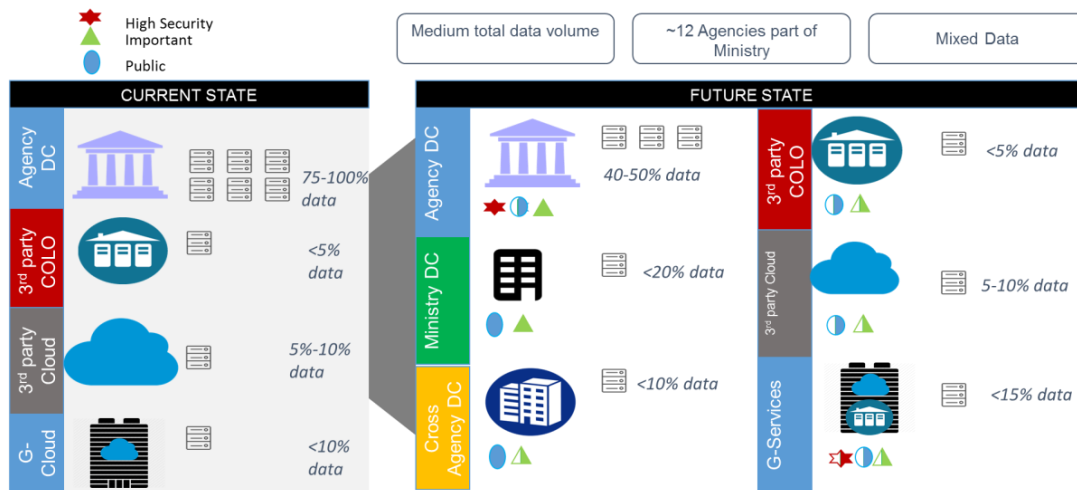 High Security
Important
Public
Medium total data volume
~12 Agencies part of
Ministry
Mixed Data
CURRENT STATE
Agency
DC
75-100%
data
3rd party
COLO
<5%
data
3rd party
Cloud
5%-10%
data
G-
Cloud
<10%
data
FUTURE STATE
Agency DC
40-50% data
Ministry DC
<20% data
Cross
Agency DC
<10% data
3rd party
COLO
<5% data
3rd party Cloud
5-10% data
G-Services
<15% data